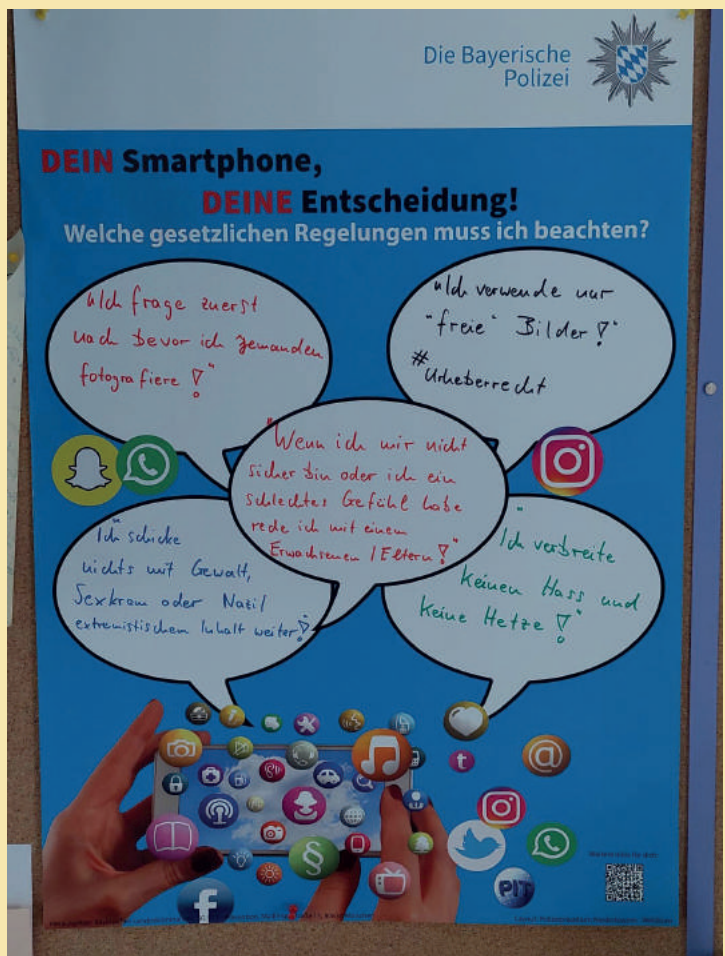 Die Bayerische
Polizei
DEIN Smartphone,
DEINE Entscheidung!
Welche gesetzlichen Regelungen muss ich beachten?
"Ich frage zuerst
nach bevor ich jemanden
fotografiere!"
"Ich verwende nur
"freie" Bilder!"
#Urheberrecht
"Wenn ich mir nicht
sicher bin oder ich ein
schlechtes Gefühl habe
rede ich mit einem
Erwachsenen / Eltern!"
"Ich schicke
nichts mit Gewalt,
Sexkram oder Nazi/
extremistischem Inhalt weiter!"
"Ich verbreite
keinen Hass und
keine Hetze!"
t
@
§
f
PIT